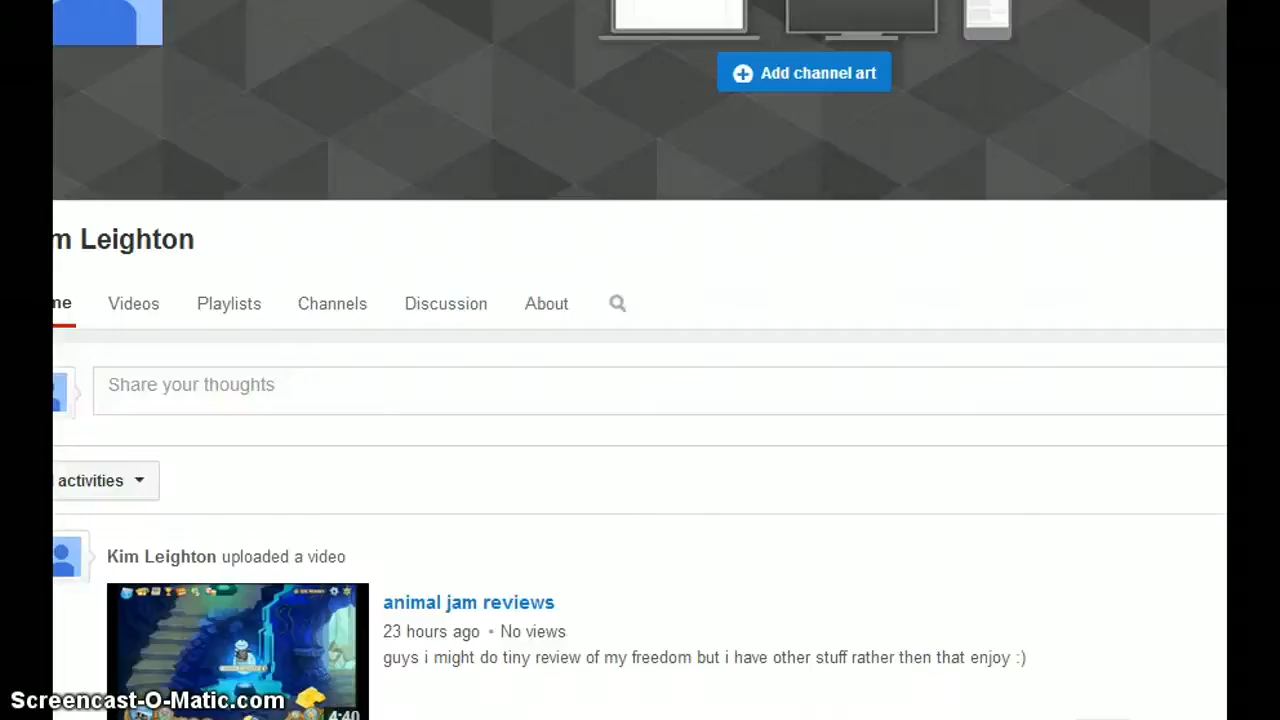 Add channel art
m Leighton
me Videos Playlists Channels Discussion About
Share your thoughts
activities
Kim Leighton uploaded a video
animal jam reviews
23 hours ago • No views
guys i might do tiny review of my freedom but i have other stuff rather then that enjoy :)
4:40
Screencast-O-Matic.com